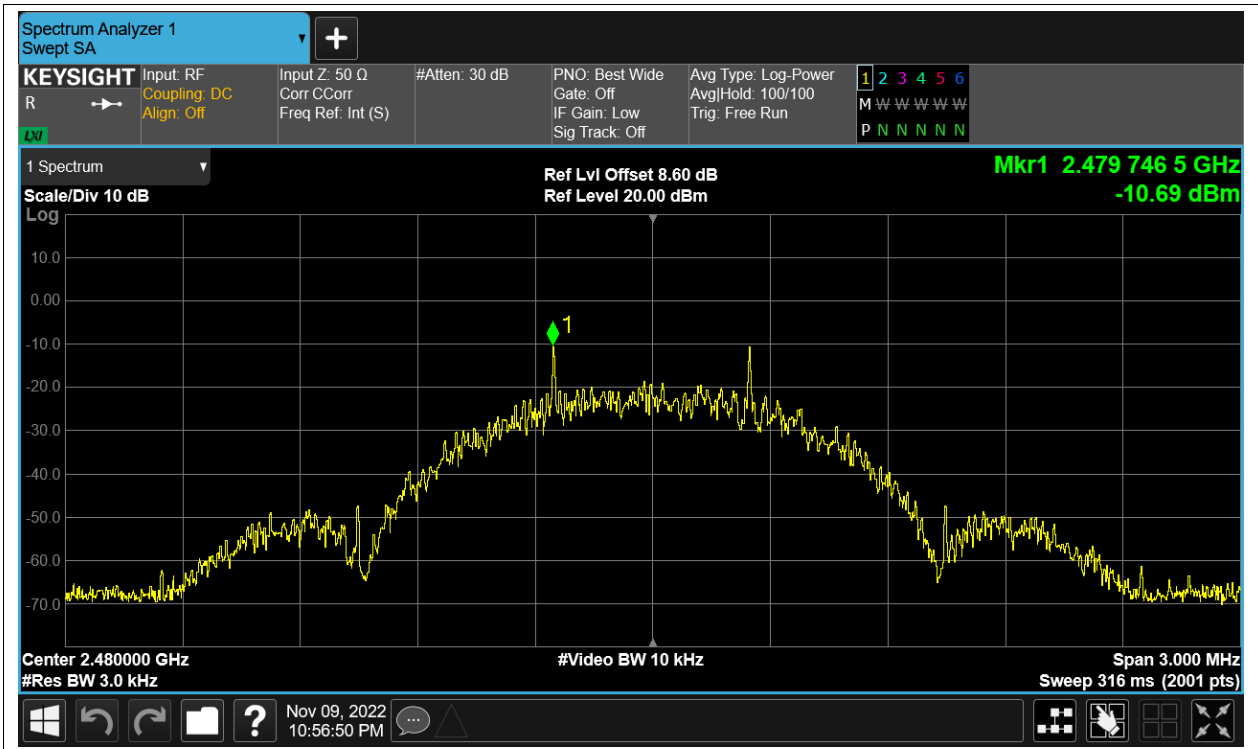 Spectrum Analyzer 1
Swept SA
KEYSIGHT
R
LXI
Input: RF
Coupling: DC
Align: Off
Input Z: 50 Ω
Corr CCorr
Freq Ref: Int (S)
#Atten: 30 dB
PNO: Best Wide
Gate: Off
IF Gain: Low
Sig Track: Off
Avg Type: Log-Power
Avg|Hold: 100/100
Trig: Free Run
1 2 3 4 5 6
M W W W W W
P N N N N N
1 Spectrum
Scale/Div 10 dB
Log
Ref Lvl Offset 8.60 dB
Ref Level 20.00 dBm
Mkr1 2.479 746 5 GHz
-10.69 dBm
10.0
0.00
1
-10.0
-20.0
-30.0
-40.0
-50.0
-60.0
-70.0
Center 2.480000 GHz
#Video BW 10 kHz
Span 3.000 MHz
#Res BW 3.0 kHz
Sweep 316 ms (2001 pts)
?
Nov 09, 2022
10:56:50 PM